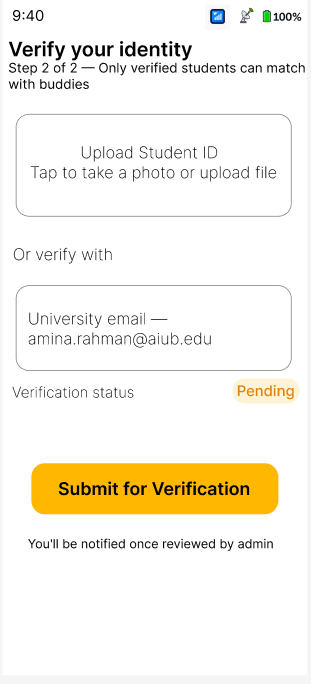 9:40
100%
Verify your identity
Step 2 of 2 — Only verified students can match
with buddies
Upload Student ID
Tap to take a photo or upload file
Or verify with
University email —
amina.rahman@aiub.edu
Verification status
Pending
Submit for Verification
You'll be notified once reviewed by admin